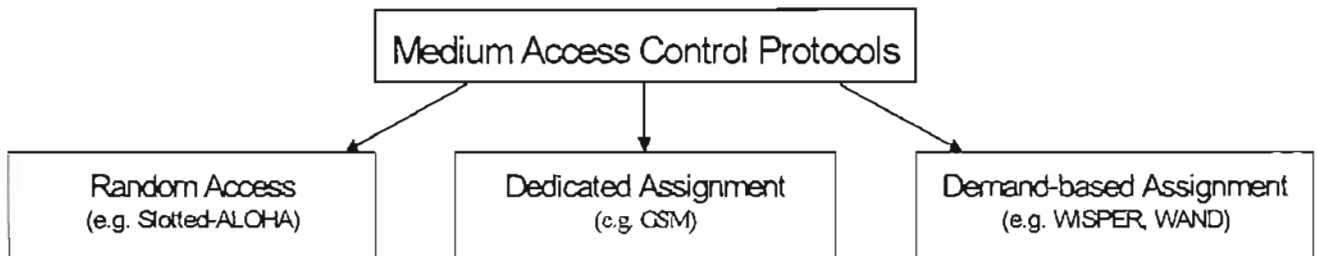 Medium Access Control Protocols
Random Access
(e.g. Slotted-ALOHA)
Dedicated Assignment
(e.g. GSM)
Demand-based Assignment
(e.g. WISPER, WAND)